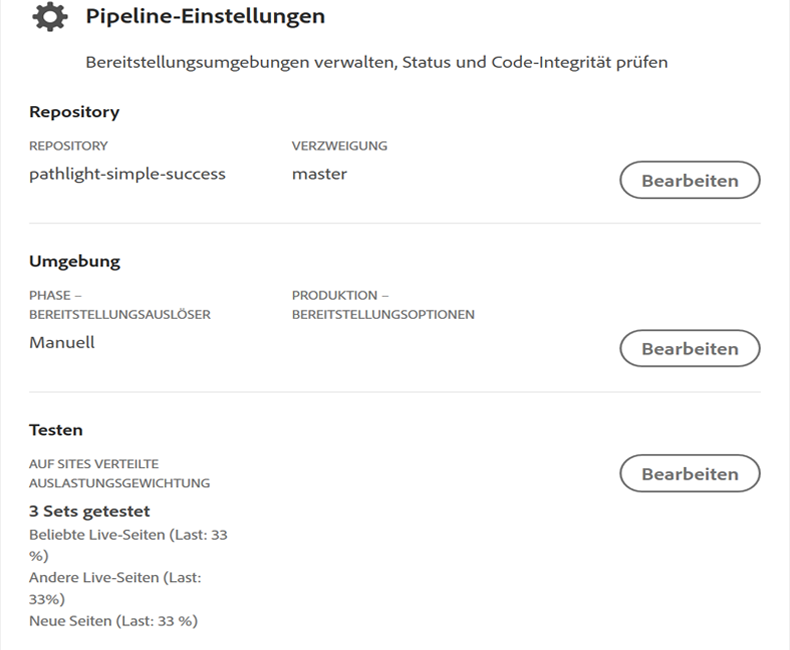 Pipeline-Einstellungen
Bereitstellungsumgebungen verwalten, Status und Code-Integrität prüfen
Repository
REPOSITORY
VERZWEIGUNG
pathlight-simple-success
master
Bearbeiten
Umgebung
PHASE –
BEREITSTELLUNGSAUSLÖSER
PRODUKTION –
BEREITSTELLUNGSOPTIONEN
Manuell
Bearbeiten
Testen
AUF SITES VERTEILTE
AUSLASTUNGSGEWICHTUNG
Bearbeiten
3 Sets getestet
Beliebte Live-Seiten (Last: 33
%)
Andere Live-Seiten (Last:
33%)
Neue Seiten (Last: 33 %)